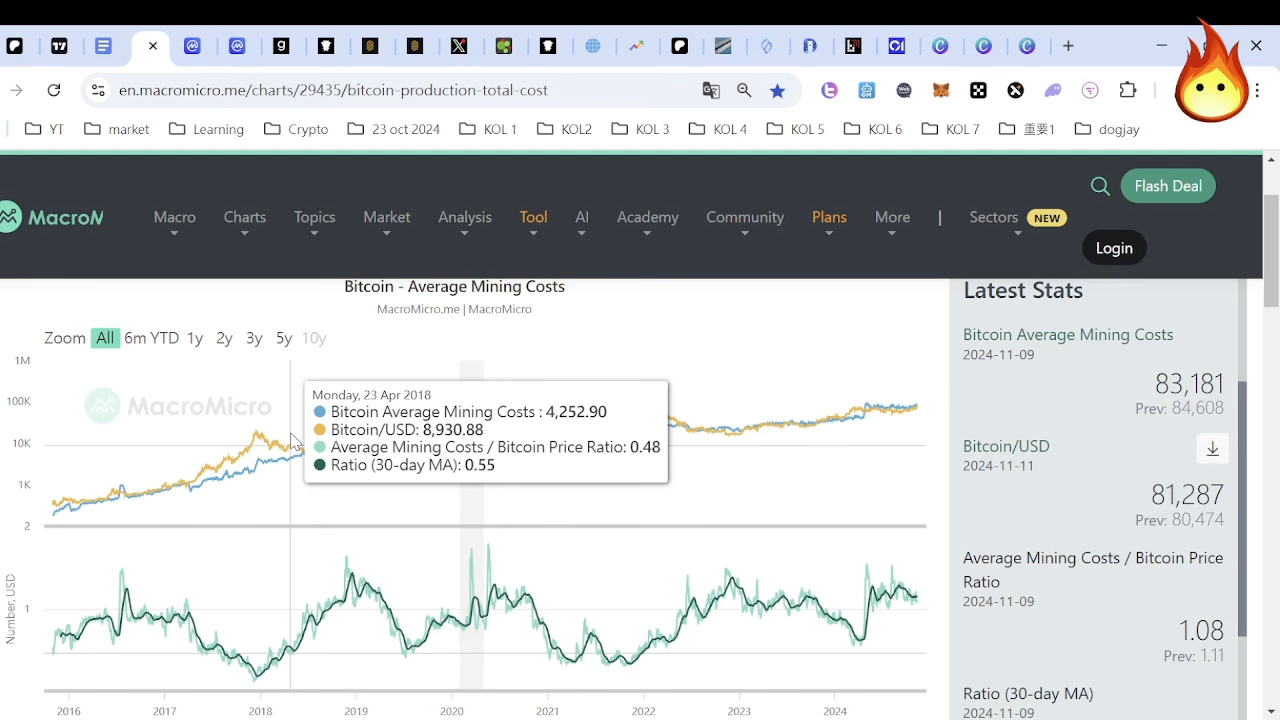 en.macromicro.me/charts/29435/bitcoin-production-total-cost
YT
market
Learning
Crypto
23 oct 2024
KOL 1
KOL2
KOL 3
KOL 4
KOL 5
KOL 6
KOL 7
重要1
dogjay
MacroM
Macro
Charts
Topics
Market
Analysis
Tool
AI
Academy
Community
Plans
More
|
Sectors
NEW
Flash Deal
Login
Bitcoin - Average Mining Costs
MacroMicro.me | MacroMicro
Zoom All 6m YTD 1y 2y 3y 5y 10y
1M
100K
10K
1K
2
1
Number, USD
MacroMicro
Monday, 23 Apr 2018
Bitcoin Average Mining Costs : 4,252.90
Bitcoin/USD: 8,930.88
Average Mining Costs / Bitcoin Price Ratio: 0.48
Ratio (30-day MA): 0.55
2016 2017 2018 2019 2020 2021 2022 2023 2024
Latest Stats
Bitcoin Average Mining Costs
2024-11-09
83,181
Prev: 84,608
Bitcoin/USD
2024-11-11
81,287
Prev: 80,474
Average Mining Costs / Bitcoin Price
Ratio
2024-11-09
1.08
Prev: 1.11
Ratio (30-day MA)
2024-11-09